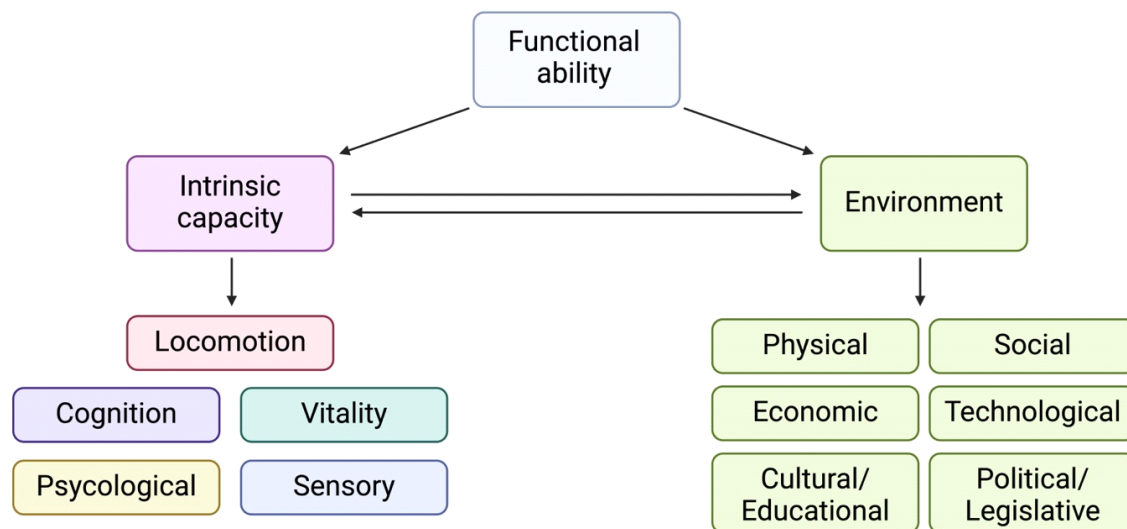 Functional
ability
Intrinsic
capacity
Environment
Locomotion
Cognition
Vitality
Psycological
Sensory
Physical
Social
Economic
Technological
Cultural/
Educational
Political/
Legislative